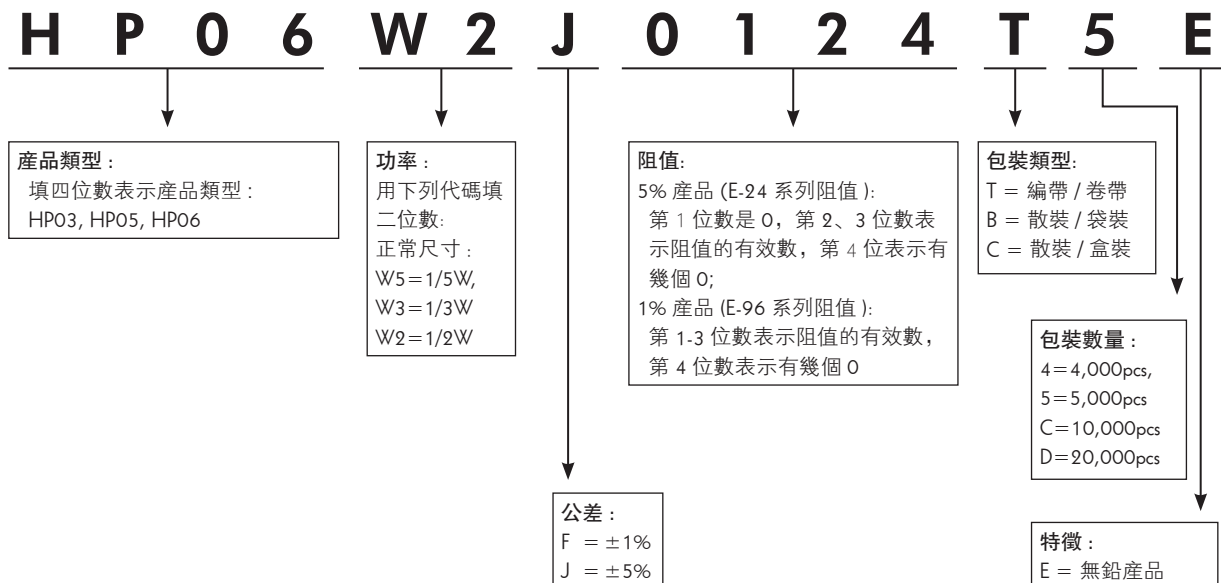 H P 0 6 W 2 J 0 1 2 4 T 5 E
産品類型：
填四位數表示産品類型：
HP03, HP05, HP06
功率：
用下列代碼填
二位數：
正常尺寸：
W5=1/5W,
W3=1/3W
W2=1/2W
阻值:
5% 産品 (E-24 系列阻值 ):
第 1 位數是 0，第 2、3 位數表
示阻值的有效數，第 4 位表示有
幾個 0;
1% 産品 (E-96 系列阻值 ):
第 1-3 位數表示阻值的有效數，
第 4 位數表示有幾個 0
包裝類型:
T = 編帶 / 卷帶
B = 散裝 / 袋裝
C = 散裝 / 盒裝
包裝數量：
4=4,000pcs,
5=5,000pcs
C=10,000pcs
D=20,000pcs
公差：
F = ±1%
J = ±5%
特徵：
E = 無鉛産品